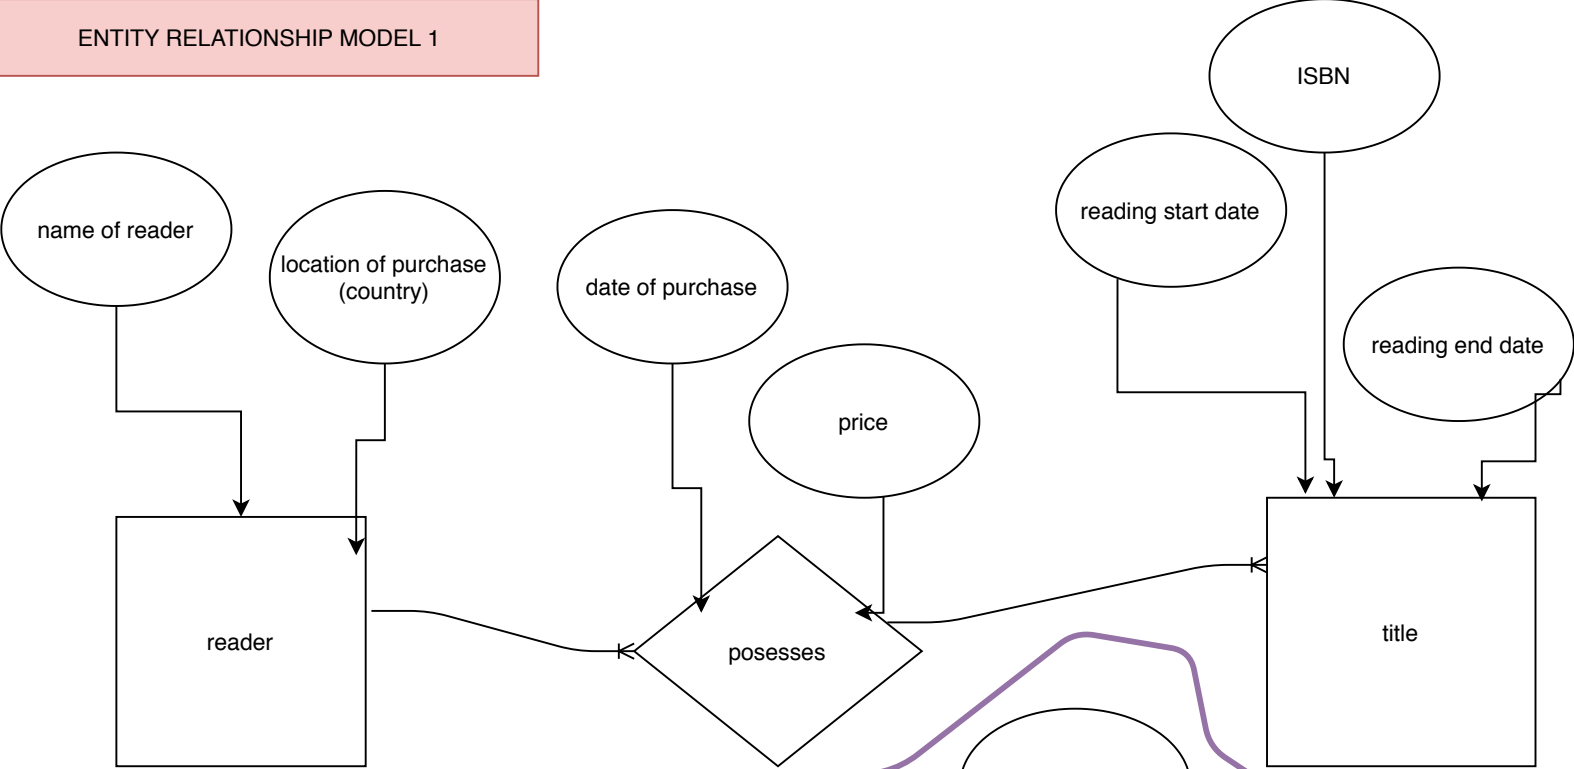 ENTITY RELATIONSHIP MODEL 1
ISBN
reading start date
name of reader
location of purchase
(country)
date of purchase
reading end date
price
reader
posesses
title